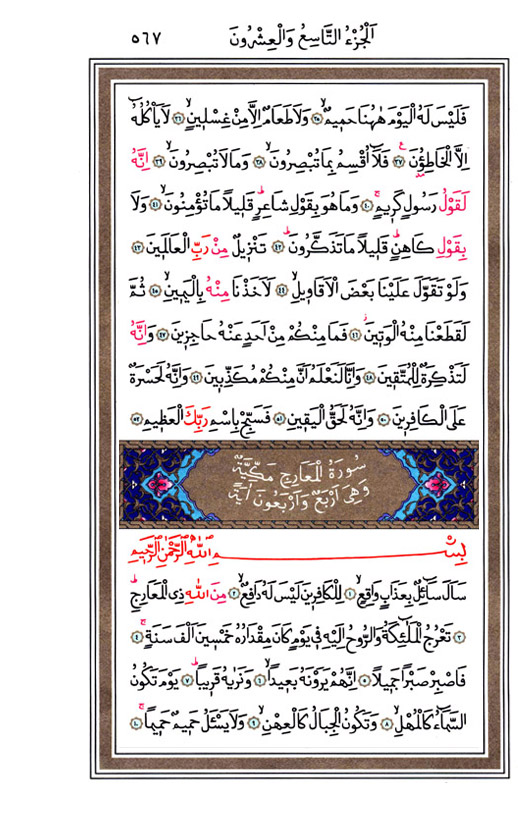 اَلْجُزْءُ التَّاسِعُ وَالْعِشْرُونَ ٥٦٧
فَلَيْسَ لَهُ الْيَوْمَ هٰهُنَا حَمِيمٌۙ ٣٥ وَلَا طَعَامٌ اِلَّا مِنْ غِسْلِينٍۙ ٣٦ لَا يَأْكُلُهُٓ
اِلَّا الْخَاطِؤُ۫نَ۟ ٣٧ فَلَٓا اُقْسِمُ بِمَا تُبْصِرُونَۙ ٣٨ وَمَا لَا تُبْصِرُونَۙ ٣٩ اِنَّهُ
لَقَوْلُ رَسُولٍ كَرِيمٍۚ ٤٠ وَمَا هُوَ بِقَوْلِ شَاعِرٍۜ قَلِيلًا مَا تُؤْمِنُونَۙ ٤١ وَلَا
بِقَوْلِ كَاهِنٍۜ قَلِيلًا مَا تَذَكَّرُونَۜ ٤٢ تَنْزِيلٌ مِنْ رَبِّ الْعَالَمِينَ ٤٣
وَلَوْ تَقَوَّلَ عَلَيْنَا بَعْضَ الْاَقَاوِيلِۙ ٤٤ لَاَخَذْنَا مِنْهُ بِالْيَمِينِۙ ٤٥ ثُمَّ
لَقَطَعْنَا مِنْهُ الْوَتِينَۘ ٤٦ فَمَا مِنْكُمْ مِنْ اَحَدٍ عَنْهُ حَاجِزِينَ ٤٧ وَاِنَّهُ
لَتَذْكِرَةٌ لِلْمُتَّقِينَ ٤٨ وَاِنَّا لَنَعْلَمُ اَنَّ مِنْكُمْ مُكَذِّبِينَ ٤٩ وَاِنَّهُ لَحَسْرَةٌ
عَلَى الْكَافِرِينَ ٥٠ وَاِنَّهُ لَحَقُّ الْيَقِينِ ٥١ فَسَبِّحْ بِاسْمِ رَبِّكَ الْعَظِيمِ ٥٢
سُورَةُ الْمَعَارِجِ مَكِّيَّةٌ
وَهِيَ اَرْبَعٌ وَاَرْبَعُونَ اٰيَةً
بِسْمِ اللّٰهِ الرَّحْمٰنِ الرَّحِيمِ
سَاَلَ سَٓائِلٌ بِعَذَابٍ وَاقِعٍۙ ١ لِلْكَافِرِينَ لَيْسَ لَهُ دَافِعٌۙ ٢ مِنَ اللّٰهِ ذِي الْمَعَارِجِۜ
٣ تَعْرُجُ الْمَلٰٓئِكَةُ وَالرُّوحُ اِلَيْهِ فِي يَوْمٍ كَانَ مِقْدَارُهُ خَمْسِينَ اَلْفَ سَنَةٍۚ ٤
فَاصْبِرْ صَبْرًا جَمِيلًا ٥ اِنَّهُمْ يَرَوْنَهُ بَعِيدًاۙ ٦ وَنَرٰيهُ قَرِيبًاۜ ٧ يَوْمَ تَكُونُ
السَّمَٓاءُ كَالْمُهْلِۙ ٨ وَتَكُونُ الْجِبَالُ كَالْعِهْنِۙ ٩ وَلَا يَسْـَٔلُ حَمِيمٌ حَمِيمًاۚ ١٠